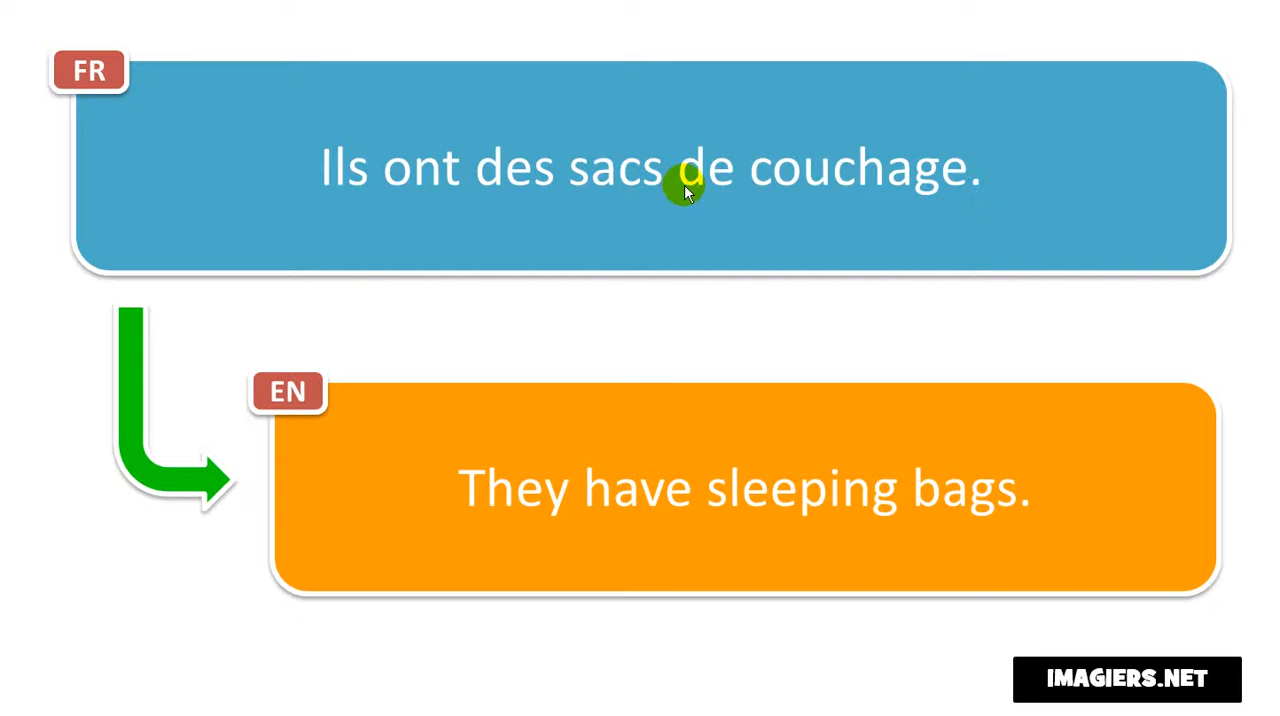 FR
Ils ont des sacs de couchage.
EN
They have sleeping bags.
IMAGIERS.NET